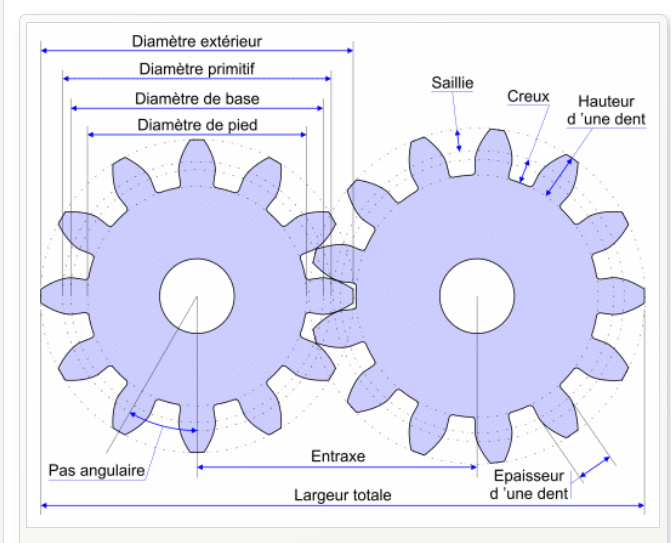 Diamètre extérieur
Diamètre primitif
Diamètre de base
Diamètre de pied
Saillie
Creux
Hauteur
d ’une dent
Pas angulaire
Entraxe
Epaisseur
d ’une dent
Largeur totale